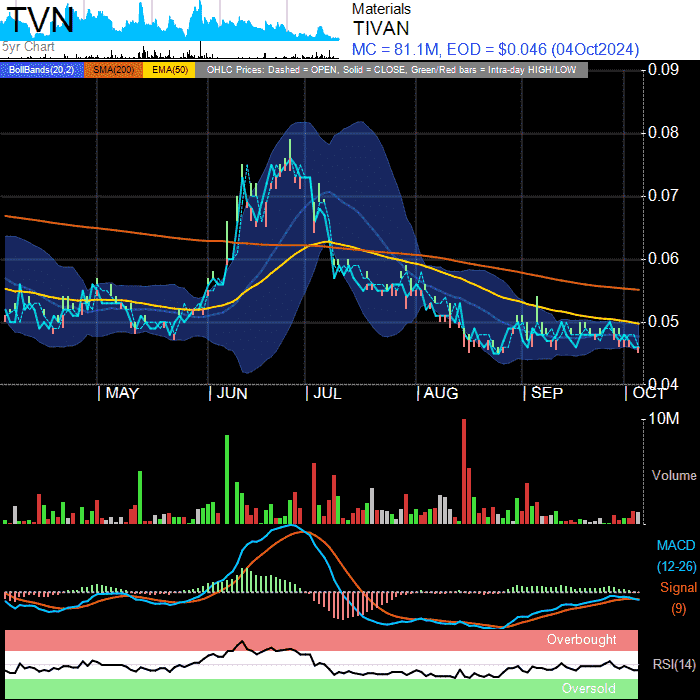 TVN
5yr Chart
Materials
TIVAN
MC = 81.1M, EOD = $0.046 (04Oct2024)
BollBands(20,2) SMA(200) EMA(50) OHLC Prices: Dashed = OPEN, Solid = CLOSE, Green/Red bars = Intra-day HIGH/LOW
0.09
0.08
0.07
0.06
0.05
0.04
MAY JUN JUL AUG SEP OCT
10M
Volume
MACD
(12-26)
Signal
(9)
Overbought
RSI(14)
Oversold